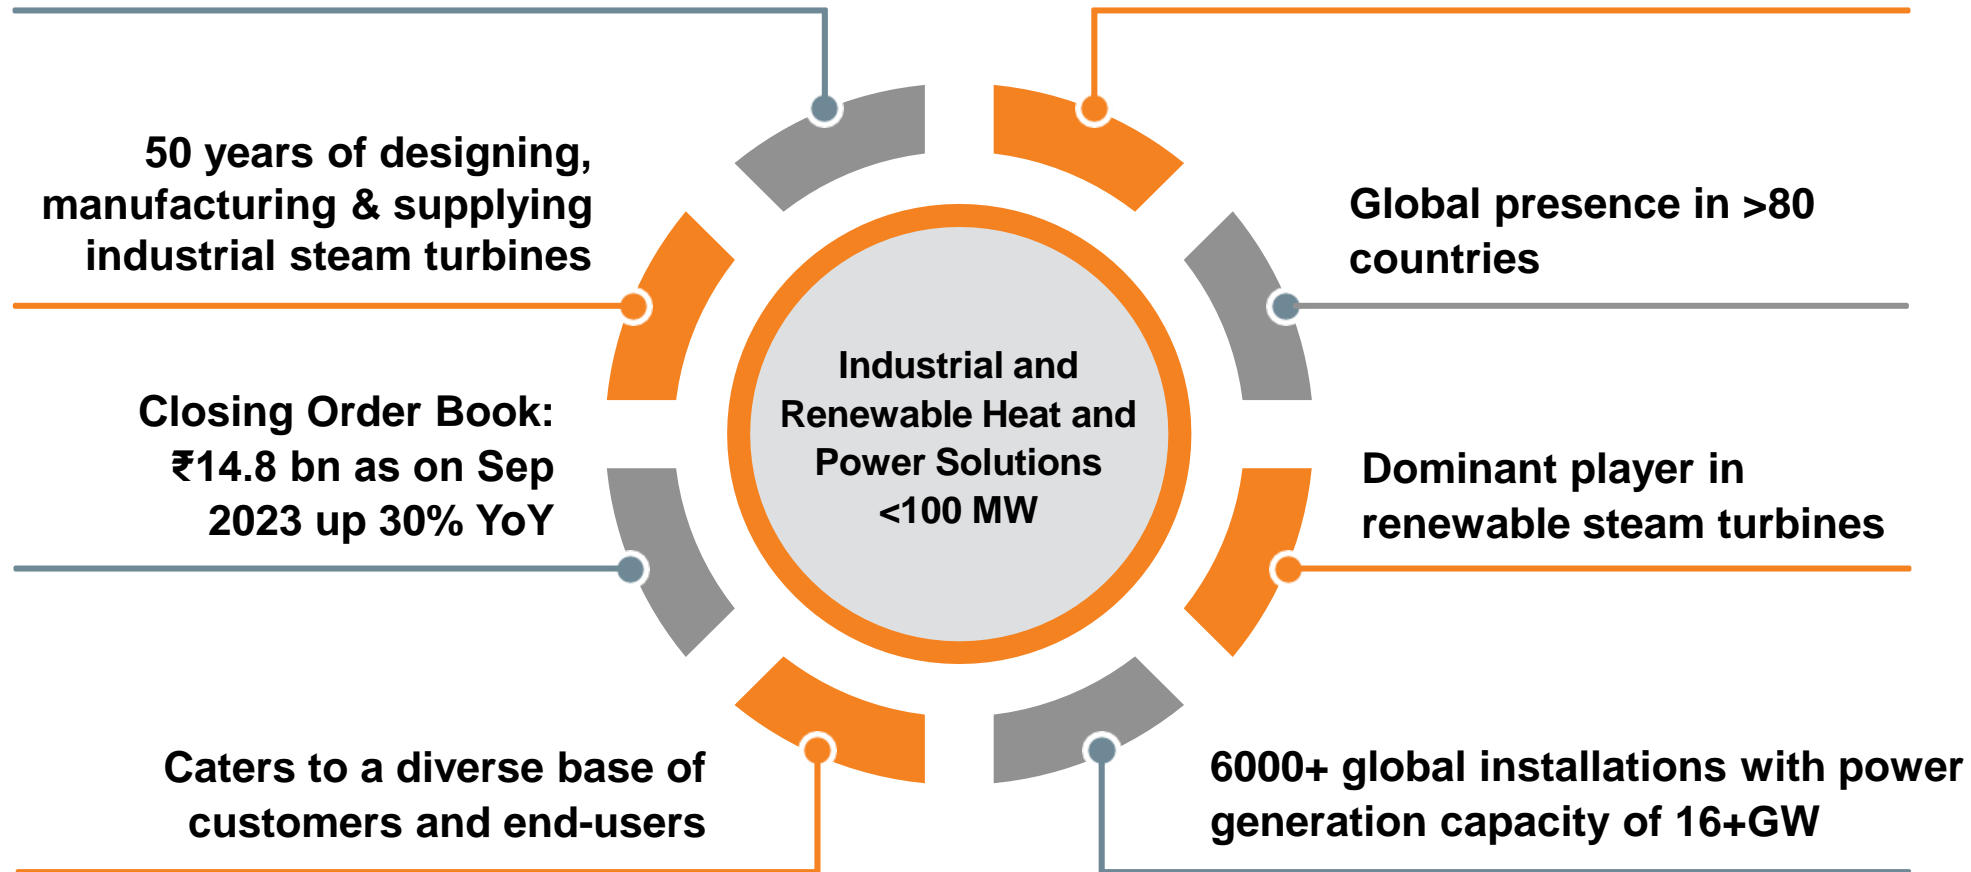 50 years of designing,
manufacturing & supplying
industrial steam turbines
Closing Order Book:
₹14.8 bn as on Sep
2023 up 30% YoY
Caters to a diverse base of
customers and end-users
Industrial and
Renewable Heat and
Power Solutions
<100 MW
Global presence in >80
countries
Dominant player in
renewable steam turbines
6000+ global installations with power
generation capacity of 16+GW